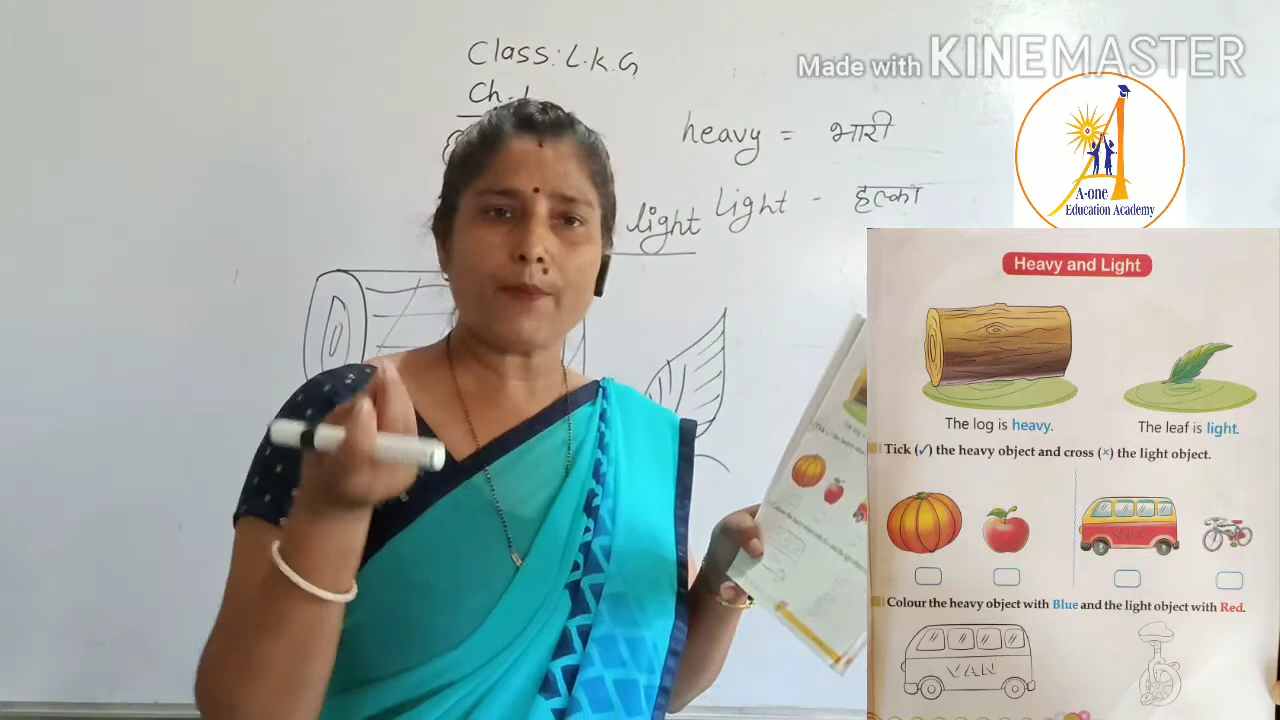 Class: L.K.G
Ch.
heavy = भारी
light
light - हल्का
Made with KINEMASTER
A-one
Education Academy
Heavy and Light
The log is heavy.
The leaf is light.
Tick (✓) the heavy object and cross (×) the light object.
VAN
Colour the heavy object with Blue and the light object with Red.
VAN